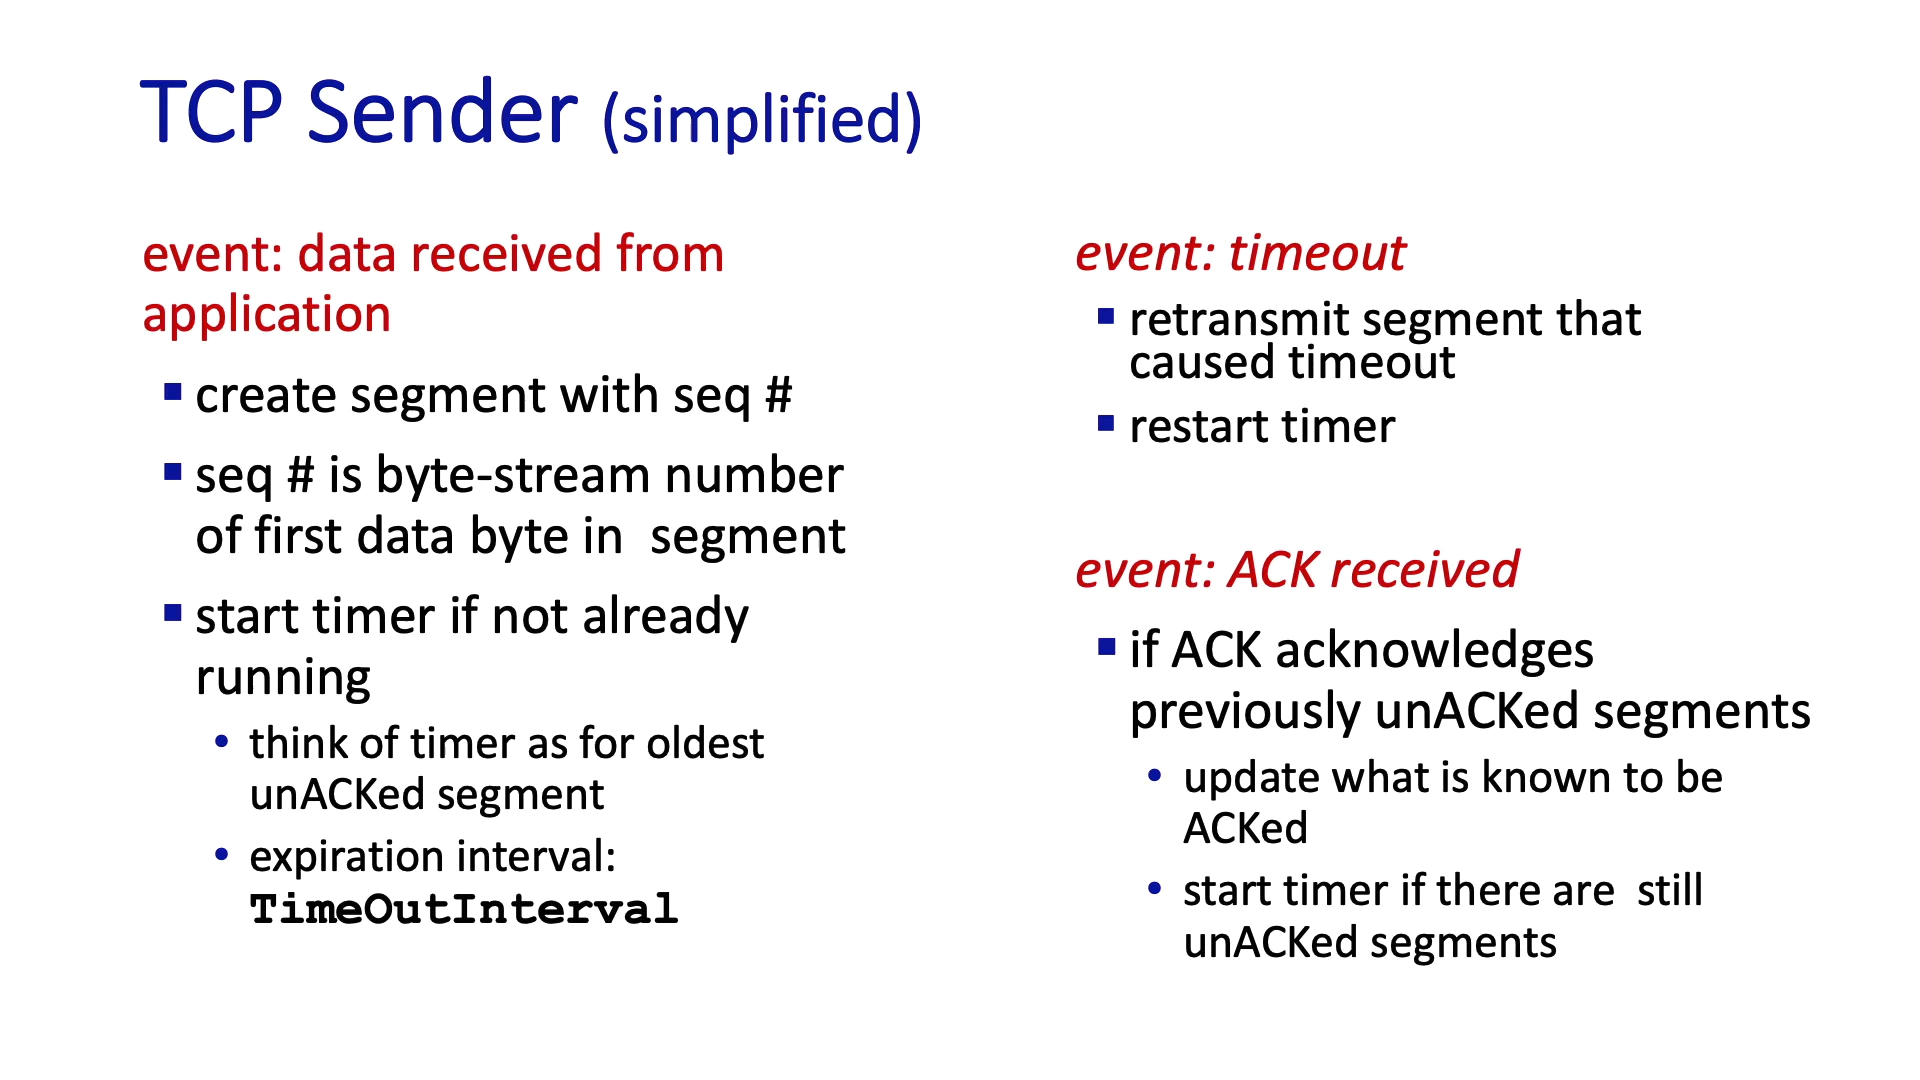 TCP Sender (simplified)
event: data received from
application
create segment with seq #
seq # is byte-stream number
of first data byte in  segment
start timer if not already
running
think of timer as for oldest
unACKed segment
expiration interval:
TimeOutInterval
event: timeout
retransmit segment that
caused timeout
restart timer
event: ACK received
if ACK acknowledges
previously unACKed segments
update what is known to be
ACKed
start timer if there are  still
unACKed segments